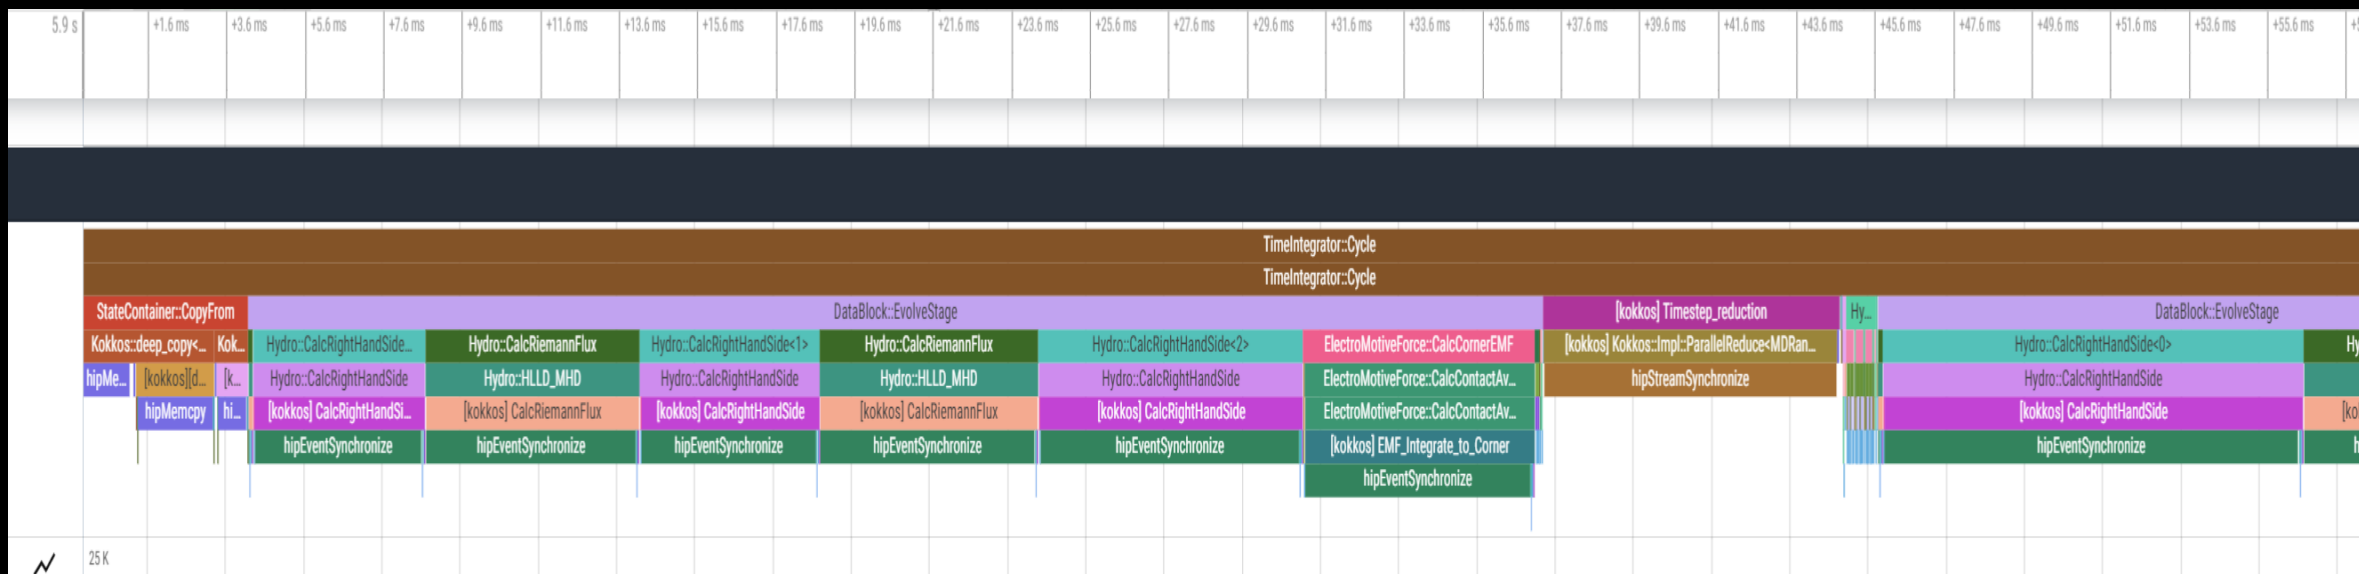 5.9 s +1.6 ms +3.6 ms +5.6 ms +7.6 ms +9.6 ms +11.6 ms +13.6 ms +15.6 ms +17.6 ms +19.6 ms +21.6 ms +23.6 ms +25.6 ms +27.6 ms +29.6 ms +31.6 ms +33.6 ms +35.6 ms +37.6 ms +39.6 ms +41.6 ms +43.6 ms +45.6 ms +47.6 ms +49.6 ms +51.6 ms +53.6 ms +55.6 ms
TimeIntegrator::Cycle
TimeIntegrator::Cycle
StateContainer::CopyFrom DataBlock::EvolveStage [kokkos] Timestep_reduction Hy... DataBlock::EvolveStage
Kokkos::deep_copy<... Kok... Hydro::CalcRightHandSide... Hydro::CalcRiemannFlux Hydro::CalcRightHandSide<1> Hydro::CalcRiemannFlux Hydro::CalcRightHandSide<2> ElectroMotiveForce::CalcCornerEMF [kokkos] Kokkos::Impl::ParallelReduce<MDRan... Hydro::CalcRightHandSide<0> Hy
hipMe... [kokkos][d... [k... Hydro::CalcRightHandSide Hydro::HLLD_MHD Hydro::CalcRightHandSide Hydro::HLLD_MHD Hydro::CalcRightHandSide ElectroMotiveForce::CalcContactAv... hipStreamSynchronize Hydro::CalcRightHandSide
hipMemcpy hi... [kokkos] CalcRightHandSi... [kokkos] CalcRiemannFlux [kokkos] CalcRightHandSide [kokkos] CalcRiemannFlux [kokkos] CalcRightHandSide ElectroMotiveForce::CalcContactAv... [kokkos] CalcRightHandSide [ko
hipEventSynchronize hipEventSynchronize hipEventSynchronize hipEventSynchronize hipEventSynchronize [kokkos] EMF_Integrate_to_Corner hipEventSynchronize h
hipEventSynchronize
25 K